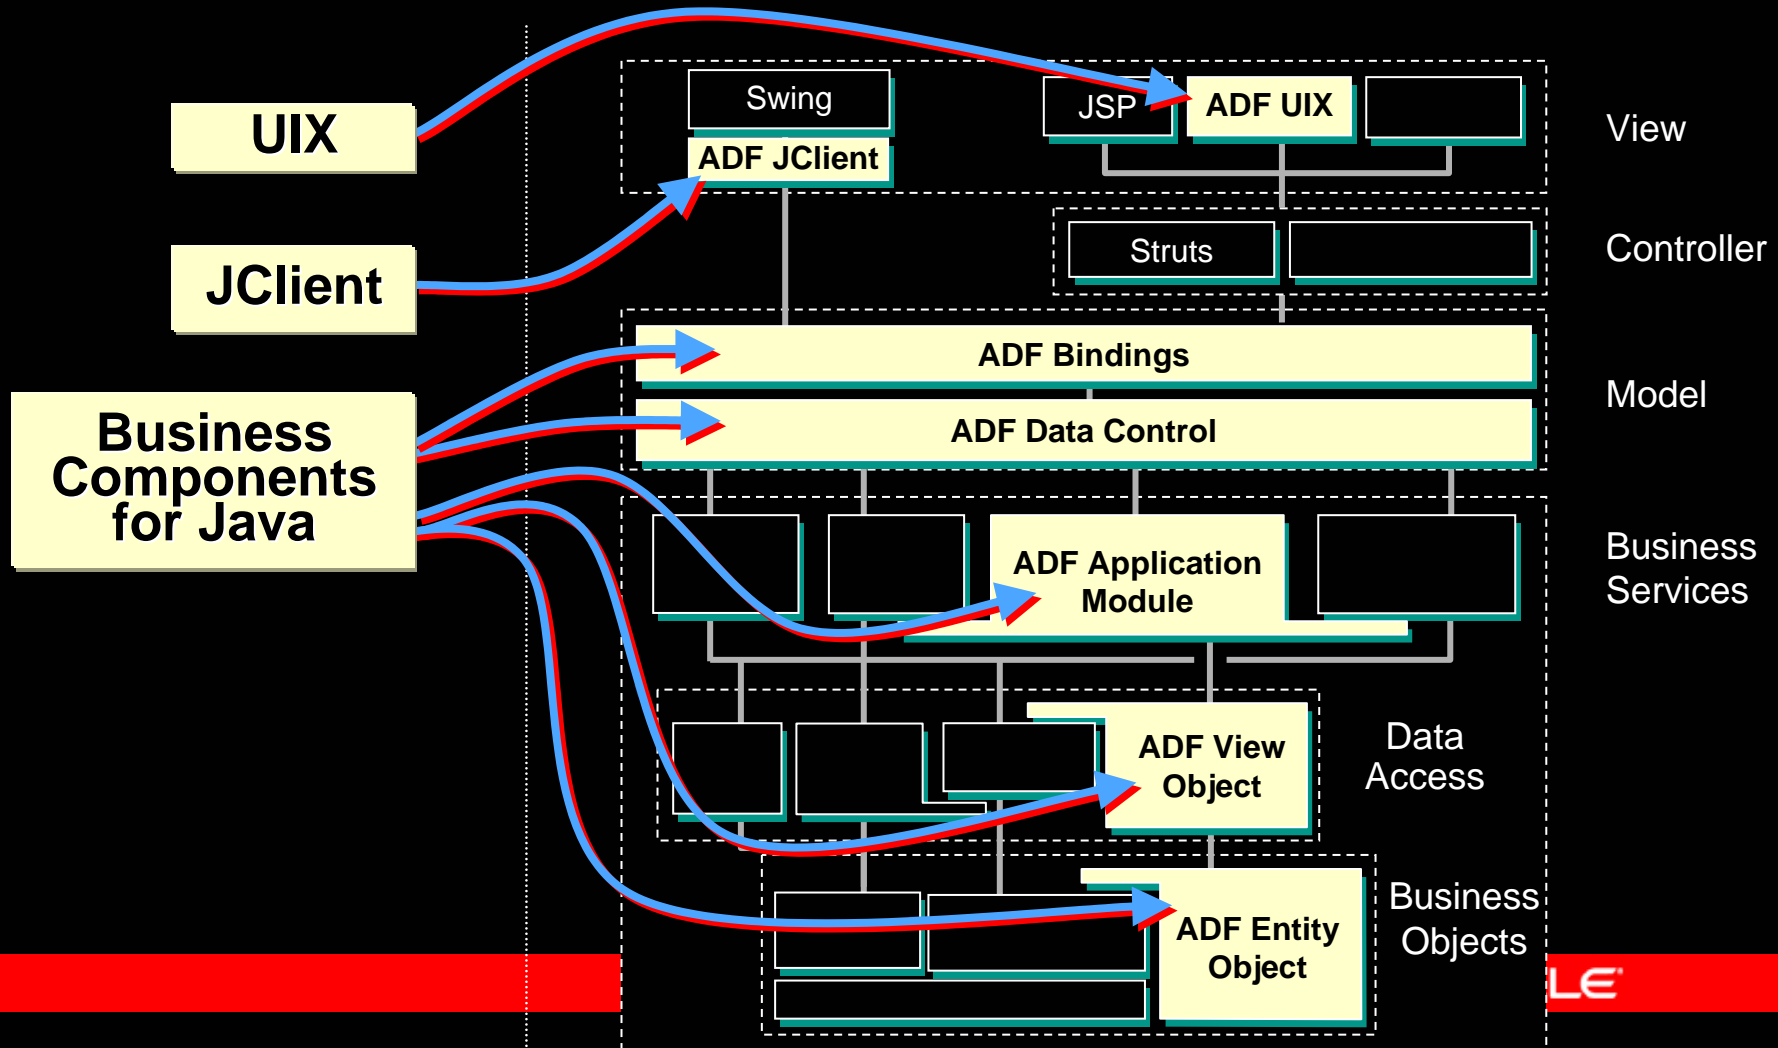 UIX
JClient
Business
Components
for Java
Swing
ADF JClient
JSP
ADF UIX
View
Struts
Controller
ADF Bindings
ADF Data Control
Model
ADF Application
Module
Business
Services
ADF View
Object
Data
Access
ADF Entity
Object
Business
Objects
LE